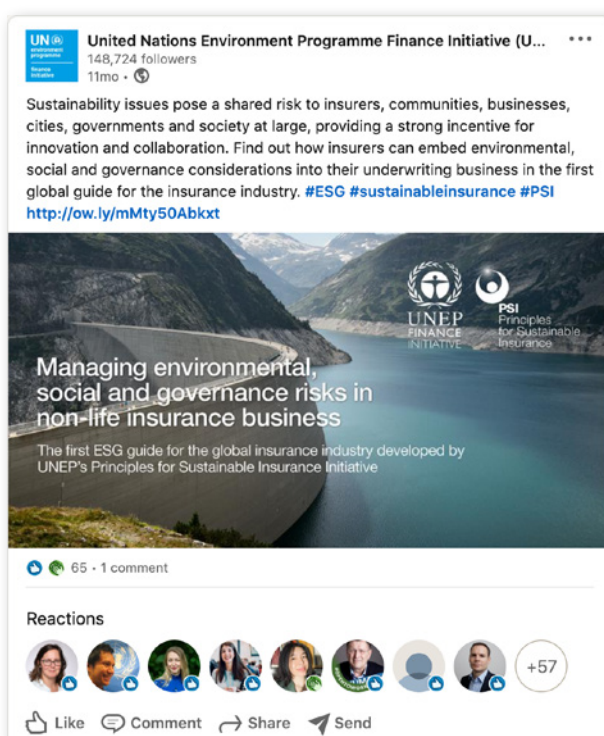 UN
environment
programme
finance
initiative
United Nations Environment Programme Finance Initiative (U...
148,724 followers
11mo •
Sustainability issues pose a shared risk to insurers, communities, businesses,
cities, governments and society at large, providing a strong incentive for
innovation and collaboration. Find out how insurers can embed environmental,
social and governance considerations into their underwriting business in the first
global guide for the insurance industry. #ESG #sustainableinsurance #PSI
http://ow.ly/mMty50Abkxt
UNEP
FINANCE
INITIATIVE
PSI
Principles
for Sustainable
Insurance
Managing environmental,
social and governance risks in
non-life insurance business
The first ESG guide for the global insurance industry developed by
UNEP's Principles for Sustainable Insurance Initiative
65 • 1 comment
Reactions
+57
Like Comment Share Send